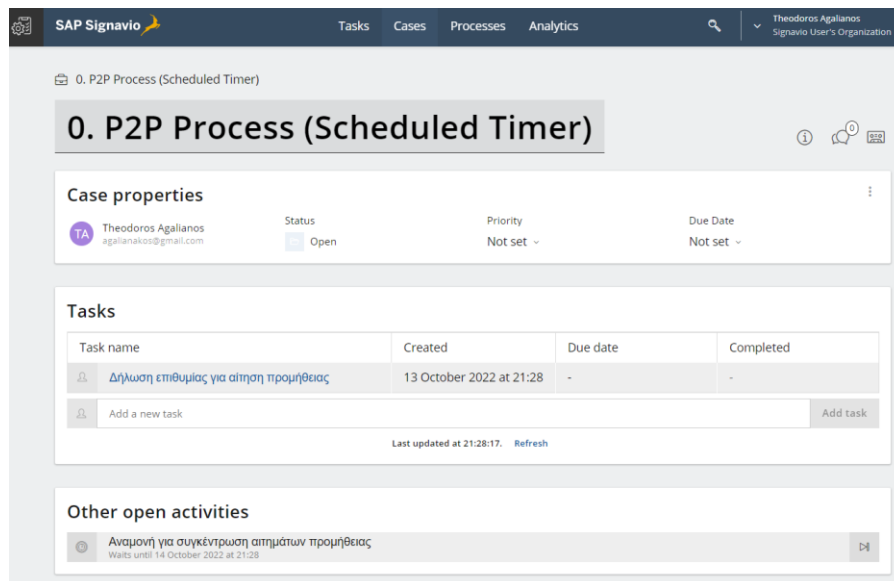 SAP Signavio
Tasks Cases Processes Analytics
Theodoros Agalianos
Signavio User's Organization
0. P2P Process (Scheduled Timer)
0. P2P Process (Scheduled Timer)
0
Case properties
TA
Theodoros Agalianos
agalianakos@gmail.com
Status
Open
Priority
Not set
Due Date
Not set
Tasks
Task name Created Due date Completed
Δήλωση επιθυμίας για αίτηση προμήθειας 13 October 2022 at 21:28 - -
Add a new task Add task
Last updated at 21:28:17. Refresh
Other open activities
Αναμονή για συγκέντρωση αιτημάτων προμήθειας
Waits until 14 October 2022 at 21:28